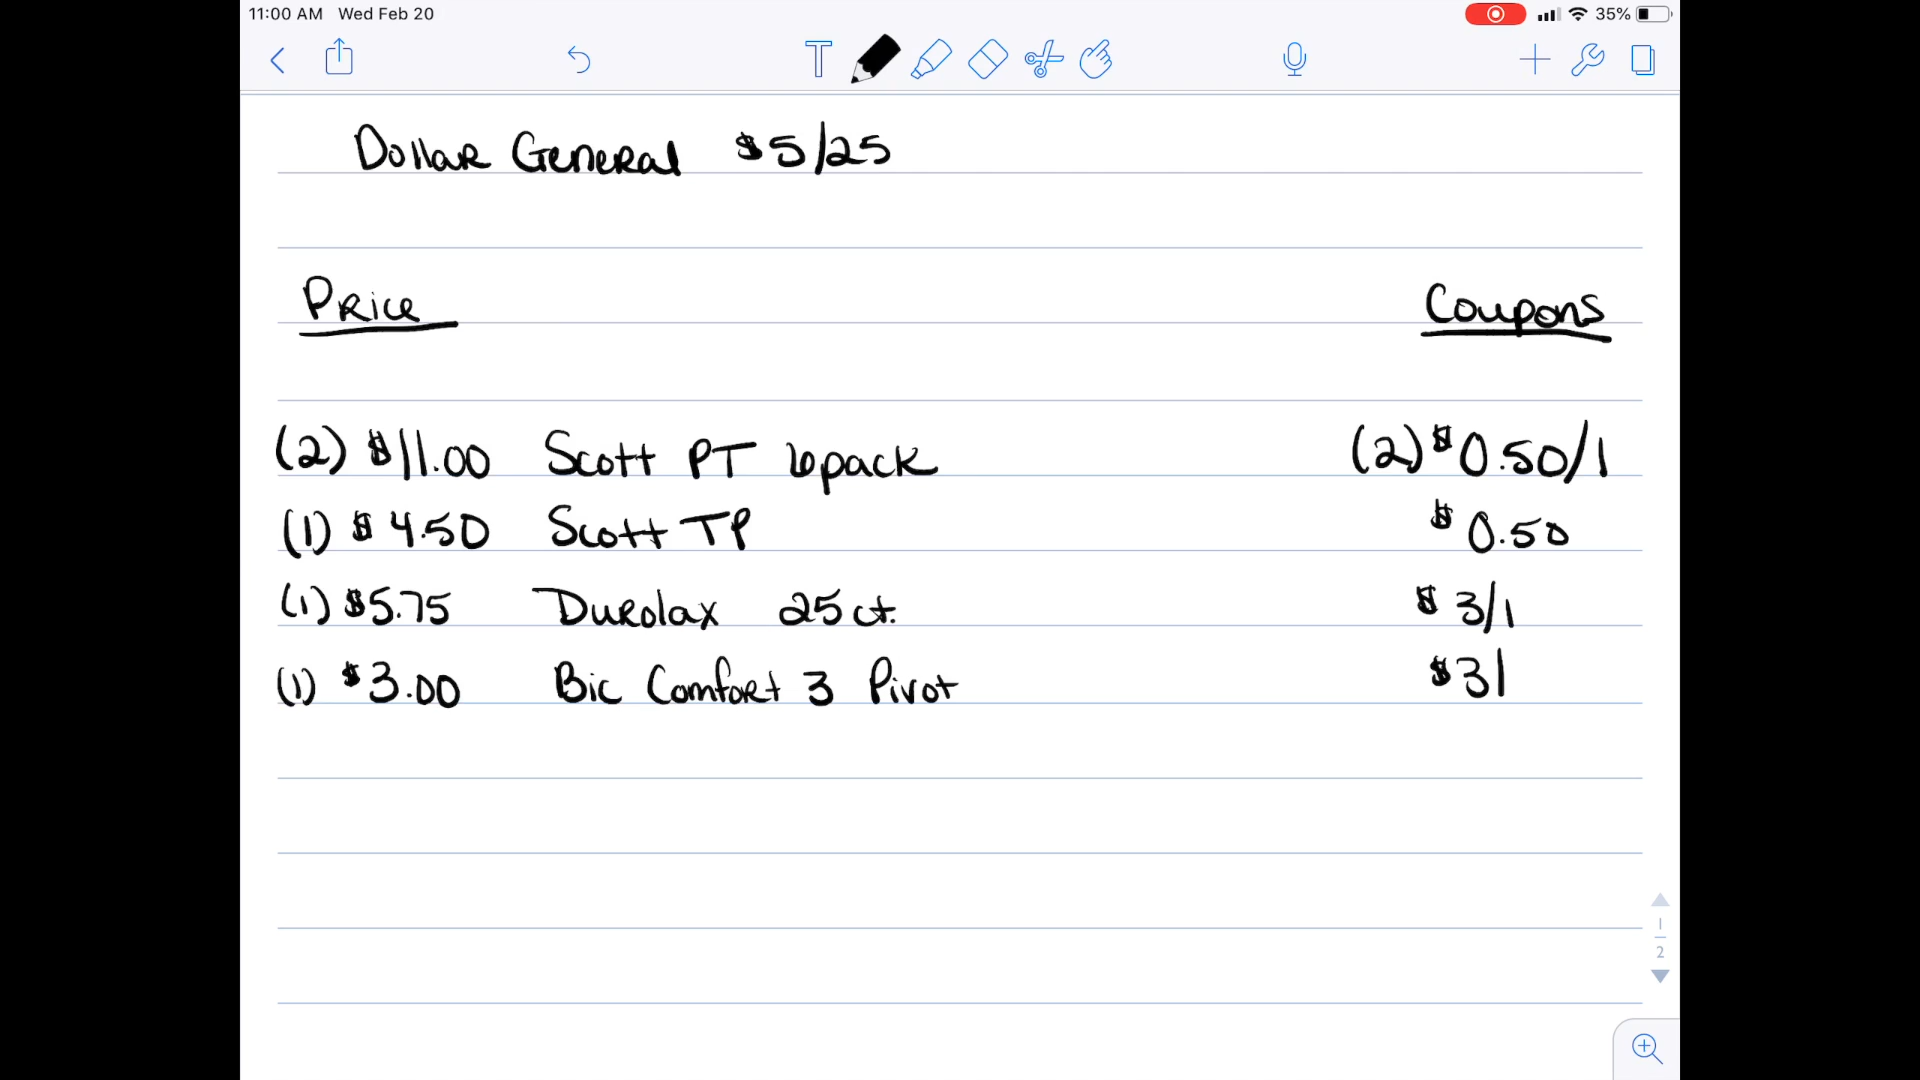 11:00 AM Wed Feb 20 35%
T
Dollar General $5/25
Price Coupons
(2) $11.00 Scott PT 6pack (2) $0.50/1
(1) $4.50 Scott TP $0.50
(1) $5.75 Durolax 25 ct. $3/1
(1) $3.00 Bic Comfort 3 Pivot $3/
1
2